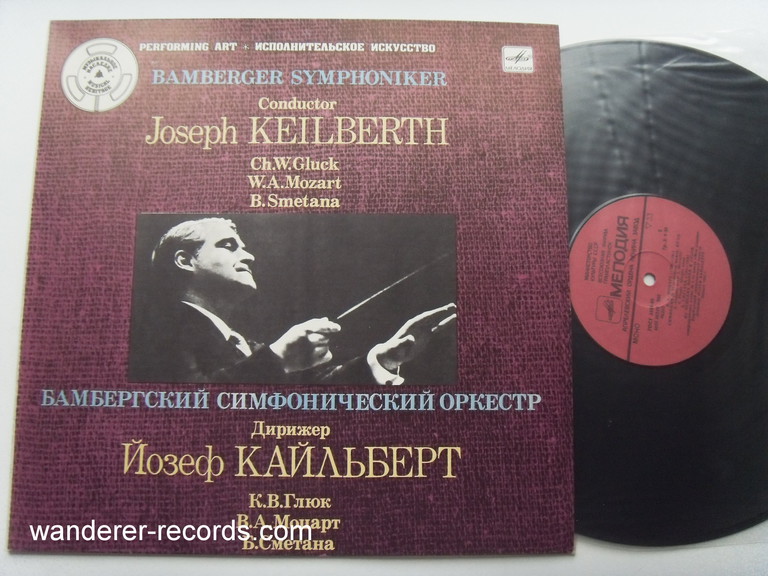 PERFORMING ART • ИСПОЛНИТЕЛЬСКОЕ ИСКУССТВО
BAMBERGER SYMPHONIKER
Conductor
Joseph KEILBERTH
Ch.W.Gluck
W.A.Mozart
B.Smetana
БАМБЕРГСКИЙ СИМФОНИЧЕСКИЙ ОРКЕСТР
Дирижер
Йозеф КАЙЛЬБЕРТ
К.В.Глюк
В.А.Моцарт
Б.Сметана
wanderer-records.com
МЕЛОДИЯ
МОНО